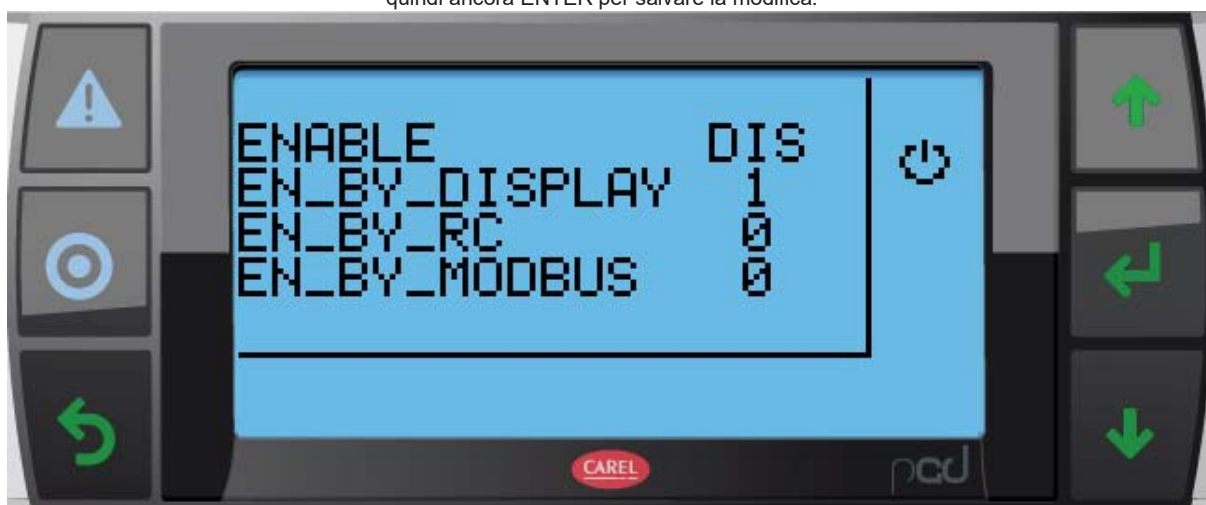 quindi ancora ENTER per salvare la modifica.
ENABLE DIS
EN_BY_DISPLAY 1
EN_BY_RC 0
EN_BY_MODBUS 0
CAREL
pGD